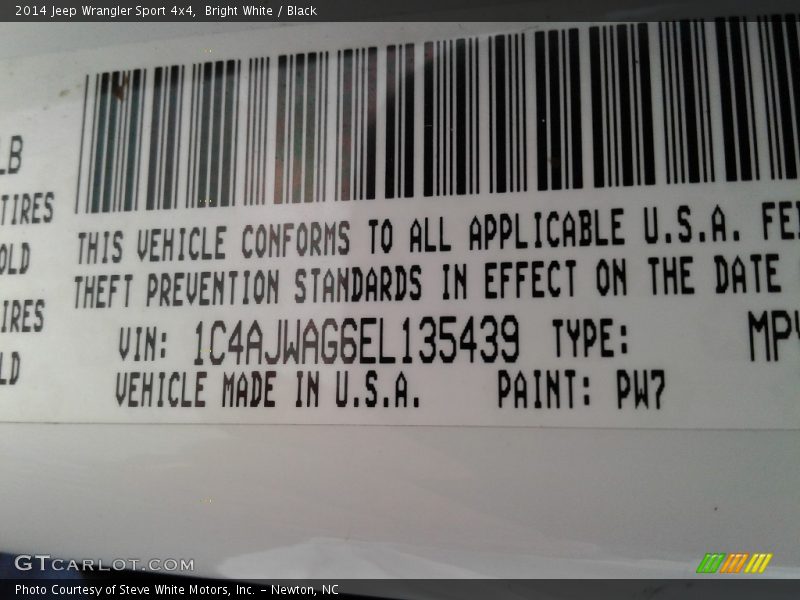 2014 Jeep Wrangler Sport 4x4,  Bright White / Black
LB
TIRES
OLD
IRES
LD
THIS VEHICLE CONFORMS TO ALL APPLICABLE U.S.A. FE
THEFT PREVENTION STANDARDS IN EFFECT ON THE DATE
VIN: 1C4AJWAG6EL135439 TYPE: MP
VEHICLE MADE IN U.S.A. PAINT: PW7
GTCARLOT.COM
Photo Courtesy of Steve White Motors, Inc. – Newton, NC